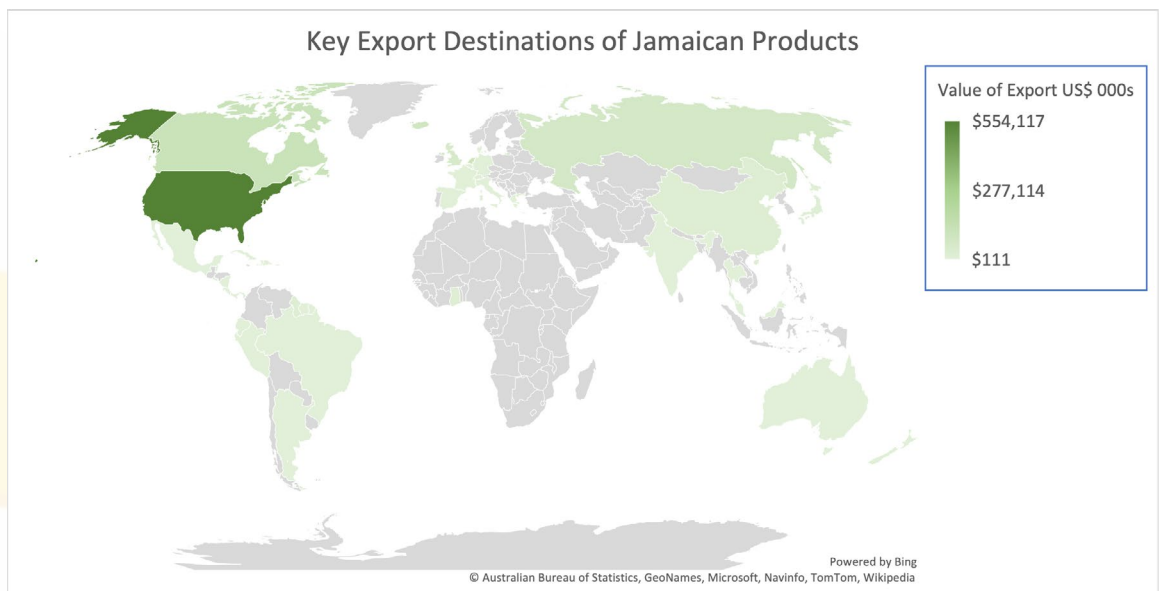 Key Export Destinations of Jamaican Products
Value of Export US$ 000s
$554,117
$277,114
$111
Powered by Bing
© Australian Bureau of Statistics, GeoNames, Microsoft, Navinfo, TomTom, Wikipedia